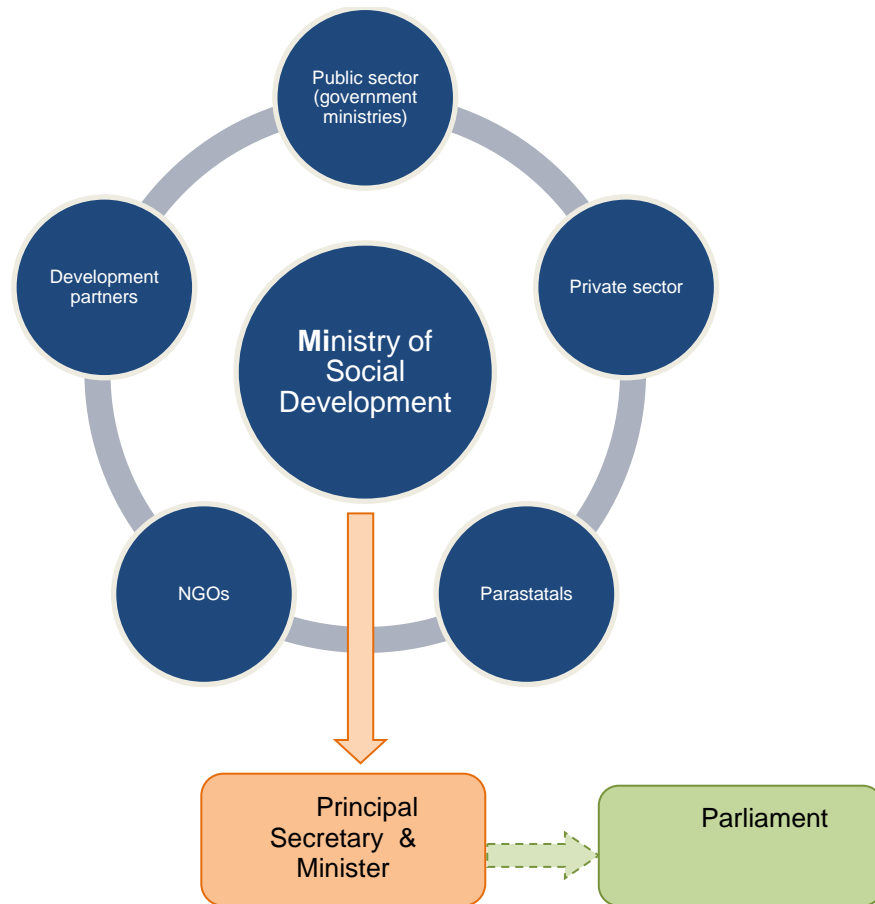 Public sector
(government
ministries)
Development
partners
Private sector
Ministry of
Social
Development
NGOs
Parastatals
Principal
Secretary &
Minister
Parliament